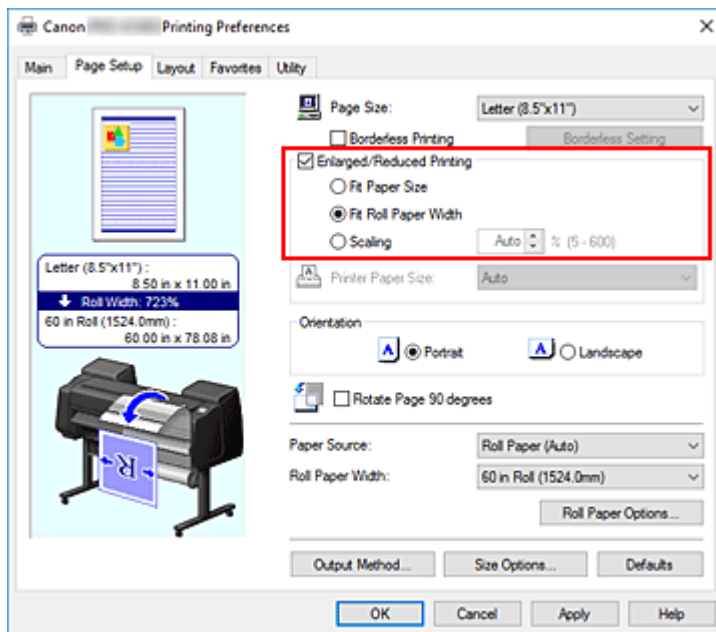 Canon Printing Preferences
Main Page Setup Layout Favorites Utility
Page Size: Letter (8.5"x11")
Borderless Printing Borderless Setting
Enlarged/Reduced Printing
Fit Paper Size
Fit Roll Paper Width
Scaling Auto % (5 - 600)
Printer Paper Size: Auto
Letter (8.5"x11") :
8.50 in x 11.00 in
Roll Width: 723%
60 in Roll (1524.0mm) :
60.00 in x 78.08 in
Orientation
A Portrait A Landscape
Rotate Page 90 degrees
Paper Source: Roll Paper (Auto)
Roll Paper Width: 60 in Roll (1524.0mm)
Roll Paper Options...
Output Method... Size Options... Defaults
OK Cancel Apply Help
R